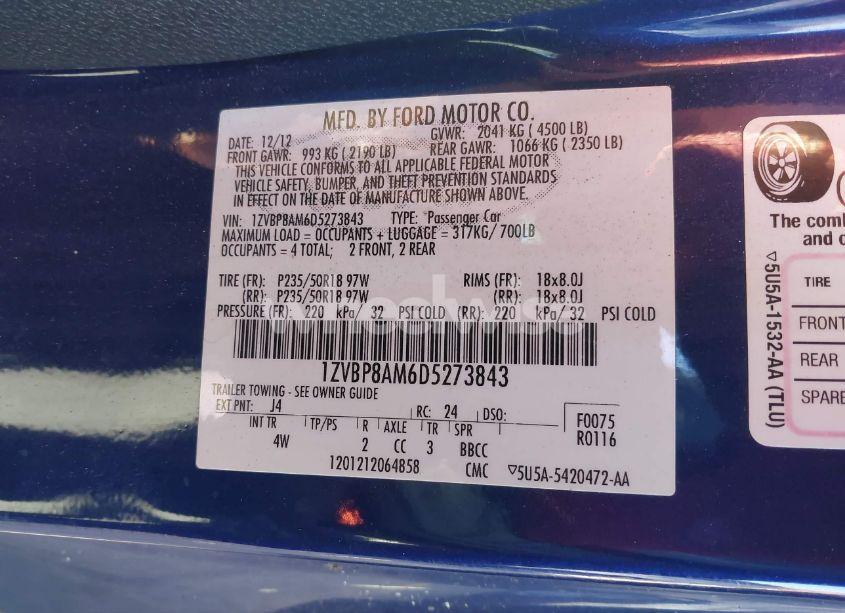 MFD. BY FORD MOTOR CO.
DATE: 12/12 GVWR: 2041 KG ( 4500 LB)
FRONT GAWR: 993 KG ( 2190 LB) REAR GAWR: 1066 KG ( 2350 LB)
THIS VEHICLE CONFORMS TO ALL APPLICABLE FEDERAL MOTOR
VEHICLE SAFETY, BUMPER, AND THEFT PREVENTION STANDARDS
IN EFFECT ON THE DATE OF MANUFACTURE SHOWN ABOVE.
VIN: 1ZVBP8AM6D5273843 TYPE: Passenger Car
MAXIMUM LOAD = OCCUPANTS + LUGGAGE = 317KG/ 700LB
OCCUPANTS = 4 TOTAL; 2 FRONT, 2 REAR
TIRE (FR): P235/50R18 97W RIMS (FR): 18x8.0J
(RR): P235/50R18 97W (RR): 18x8.0J
PRESSURE (FR): 220 kPa/ 32 PSI COLD (RR): 220 kPa/ 32 PSI COLD
1ZVBP8AM6D5273843
TRAILER TOWING - SEE OWNER GUIDE
EXT PNT: J4 RC: 24 DSO: F0075
INT TR TP/PS R AXLE TR SPR R0116
4W 2 CC 3 BBCC
1201212064858 CMC ▽5U5A-5420472-AA
The comb
and o
TIRE
FRONT
REAR
SPARE
▽5U5A-1532-AA (TLU)